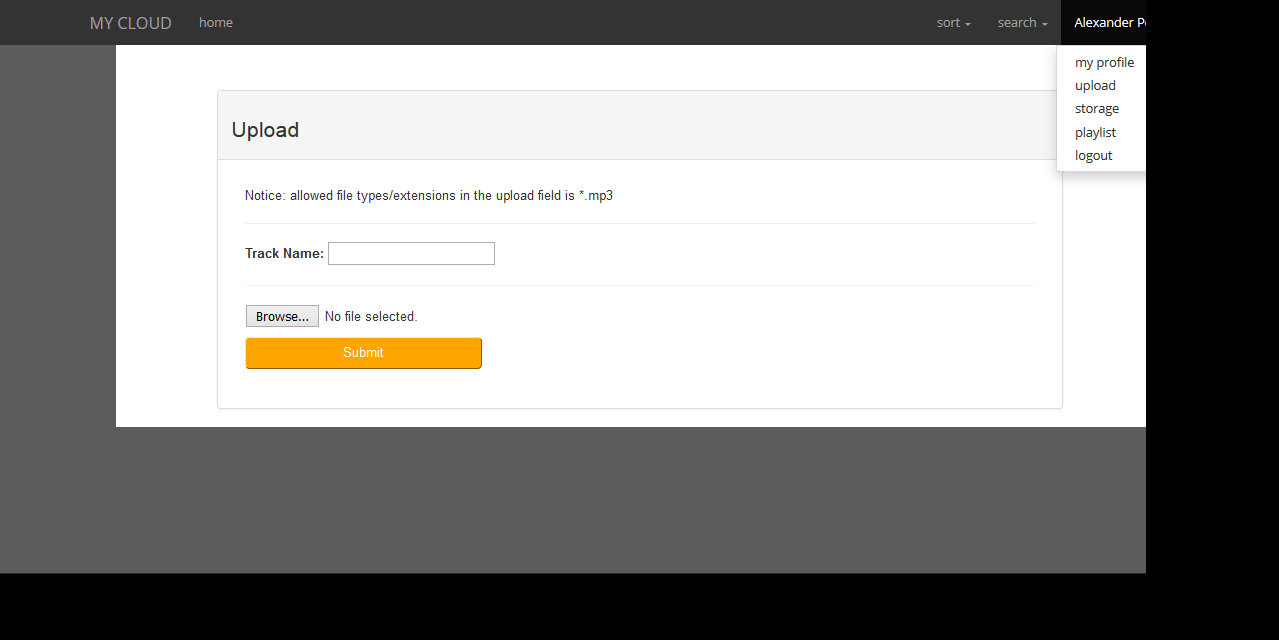 MY CLOUD home sort search Alexander
my profile
upload
storage
playlist
logout
Upload
Notice: allowed file types/extensions in the upload field is *.mp3
Track Name:
Browse... No file selected.
Submit